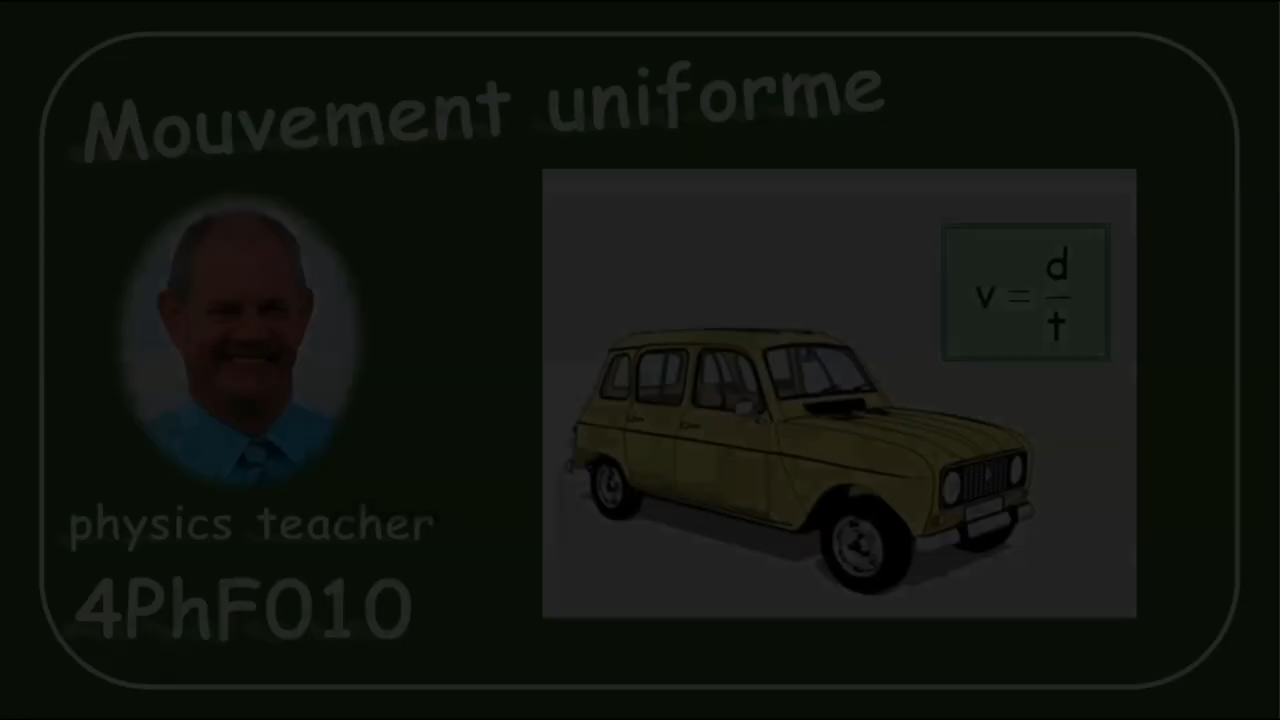 Mouvement uniforme
v = d/t
physics teacher
4PhF010